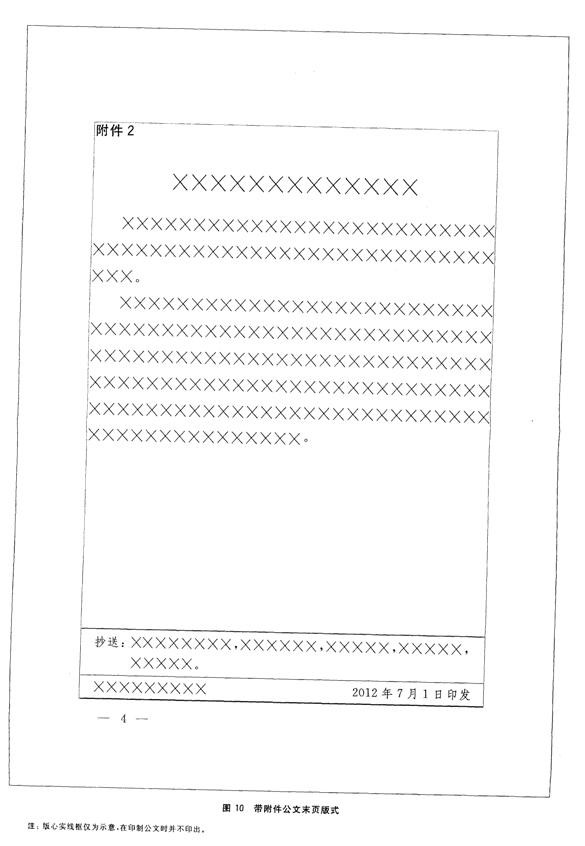 附件2
×××××××××××××
××××××××××××××××××××××××××
××××××××××××××××××××××××××××
×××。
××××××××××××××××××××××××××
××××××××××××××××××××××××××××
××××××××××××××××××××××××××××
××××××××××××××××××××××××××××
××××××××××××××××××××××××××××
×××××××××××××××。
抄送：××××××××，××××××，×××××，×××××，
×××××。
××××××××× 2012年7月1日印发
— 4 —
图 10 带附件公文末页版式
注：版心实线框仅为示意，在印制公文时并不印出。